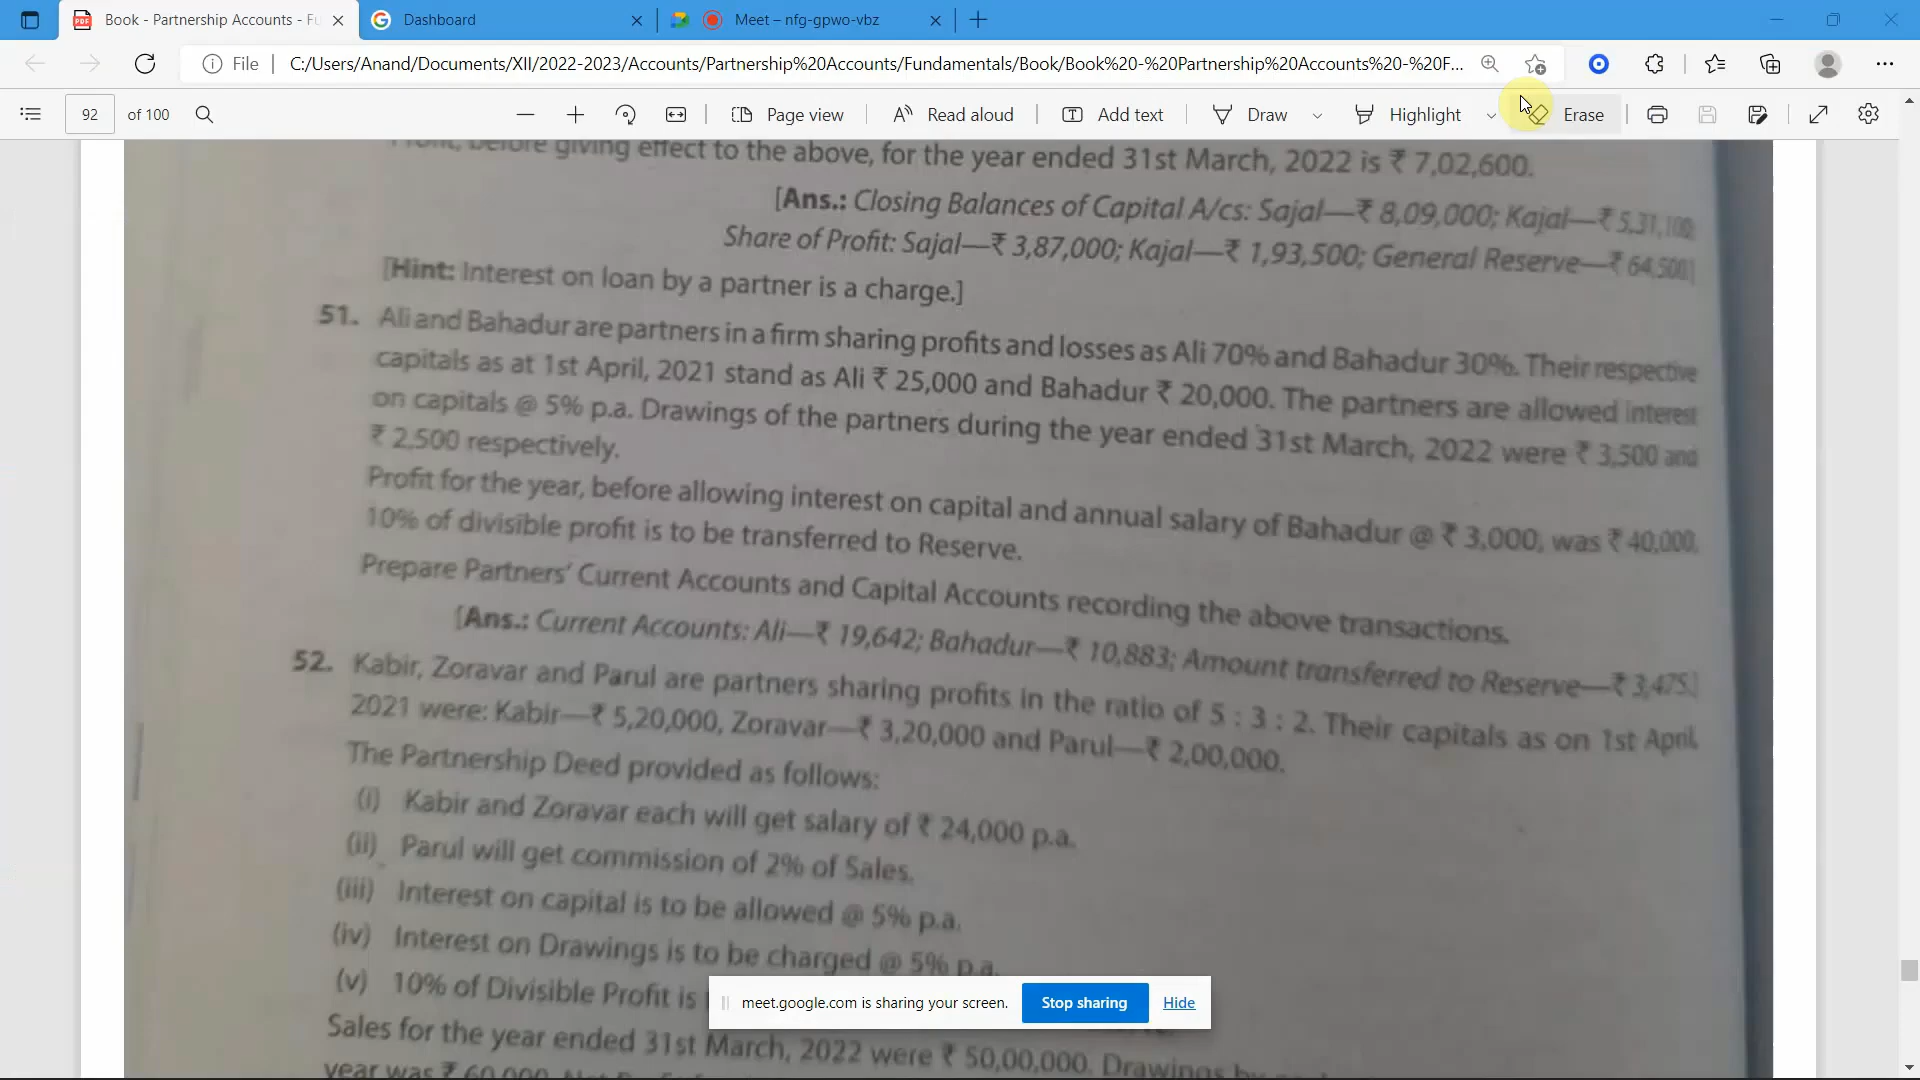 Book - Partnership Accounts - Fu
Dashboard
Meet – nfg-gpwo-vbz
File
C:/Users/Anand/Documents/XII/2022-2023/Accounts/Partnership%20Accounts/Fundamentals/Book/Book%20-%20Partnership%20Accounts%20-%20F...
92 of 100
Page view
Read aloud
Add text
Draw
Highlight
Erase
Profit, before giving effect to the above, for the year ended 31st March, 2022 is ₹ 7,02,600.
[Ans.: Closing Balances of Capital A/cs: Sajal—₹ 8,09,000; Kajal—₹ 5,31,100;
Share of Profit: Sajal—₹ 3,87,000; Kajal—₹ 1,93,500; General Reserve—₹ 64,500]
[Hint: Interest on loan by a partner is a charge.]
51. Ali and Bahadur are partners in a firm sharing profits and losses as Ali 70% and Bahadur 30%. Their respective
capitals as at 1st April, 2021 stand as Ali ₹ 25,000 and Bahadur ₹ 20,000. The partners are allowed interest
on capitals @ 5% p.a. Drawings of the partners during the year ended 31st March, 2022 were ₹ 3,500 and
₹ 2,500 respectively.
Profit for the year, before allowing interest on capital and annual salary of Bahadur @ ₹ 3,000, was ₹ 40,000.
10% of divisible profit is to be transferred to Reserve.
Prepare Partners' Current Accounts and Capital Accounts recording the above transactions.
[Ans.: Current Accounts: Ali—₹ 19,642; Bahadur—₹ 10,883; Amount transferred to Reserve—₹ 3,475.]
52. Kabir, Zoravar and Parul are partners sharing profits in the ratio of 5 : 3 : 2. Their capitals as on 1st April,
2021 were: Kabir—₹ 5,20,000, Zoravar—₹ 3,20,000 and Parul—₹ 2,00,000.
The Partnership Deed provided as follows:
(i) Kabir and Zoravar each will get salary of ₹ 24,000 p.a.
(ii) Parul will get commission of 2% of Sales.
(iii) Interest on capital is to be allowed @ 5% p.a.
(iv) Interest on Drawings is to be charged @ 5% p.a.
(v) 10% of Divisible Profit is
meet.google.com is sharing your screen.
Stop sharing
Hide
Sales for the year ended 31st March, 2022 were ₹ 50,00,000. Drawings by
year was ₹ 60,000.